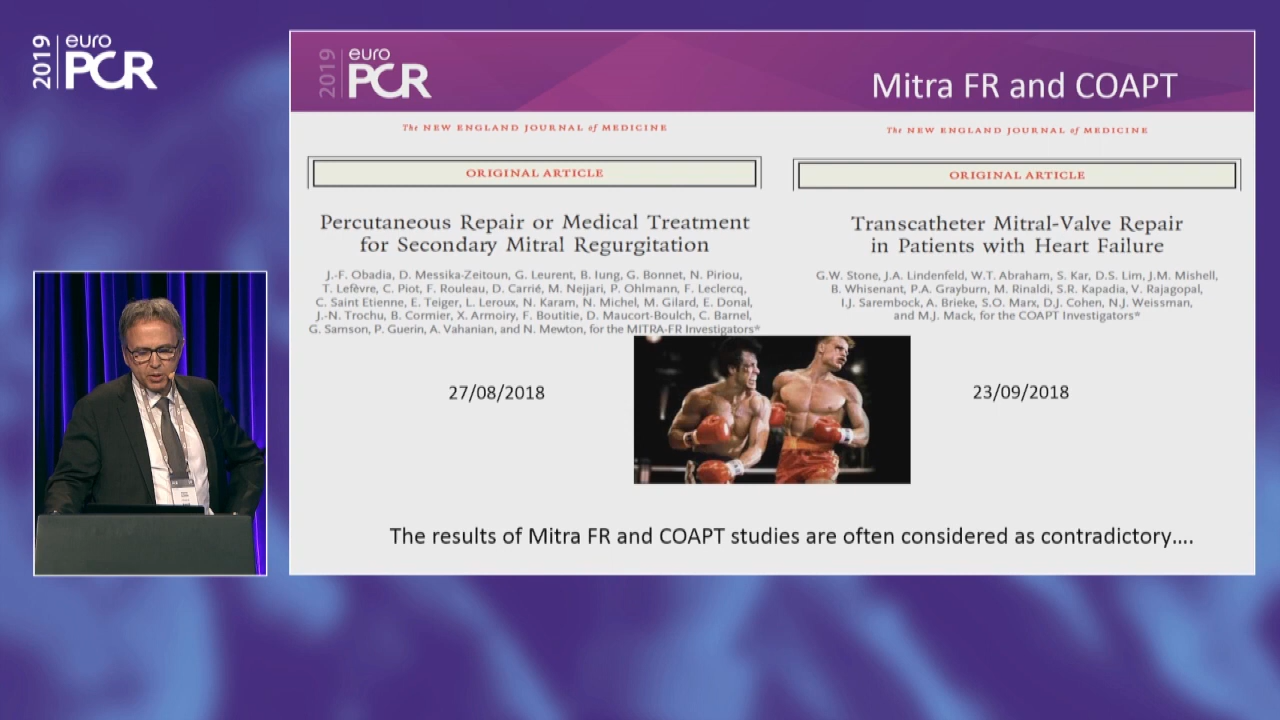 2019 euro PCR
2019 euro PCR
Mitra FR and COAPT
The NEW ENGLAND JOURNAL of MEDICINE
ORIGINAL ARTICLE
Percutaneous Repair or Medical Treatment
for Secondary Mitral Regurgitation
J.-F. Obadia, D. Messika-Zeitoun, G. Leurent, B. Iung, G. Bonnet, N. Piriou,
T. Lefèvre, C. Piot, F. Rouleau, D. Carrié, M. Nejjari, P. Ohlmann, F. Leclercq,
C. Saint Etienne, E. Teiger, L. Leroux, N. Karam, N. Michel, M. Gilard, E. Donal,
J.-N. Trochu, B. Cormier, X. Armoiry, F. Boutitie, D. Maucort-Boulch, C. Barnel,
G. Samson, P. Guerin, A. Vahanian, and N. Mewton, for the MITRA-FR Investigators*
27/08/2018
The NEW ENGLAND JOURNAL of MEDICINE
ORIGINAL ARTICLE
Transcatheter Mitral-Valve Repair
in Patients with Heart Failure
G.W. Stone, J.A. Lindenfeld, W.T. Abraham, S. Kar, D.S. Lim, J.M. Mishell,
B. Whisenant, P.A. Grayburn, M. Rinaldi, S.R. Kapadia, V. Rajagopal,
I.J. Sarembock, A. Brieke, S.O. Marx, D.J. Cohen, N.J. Weissman,
and M.J. Mack, for the COAPT Investigators*
23/09/2018
The results of Mitra FR and COAPT studies are often considered as contradictory....